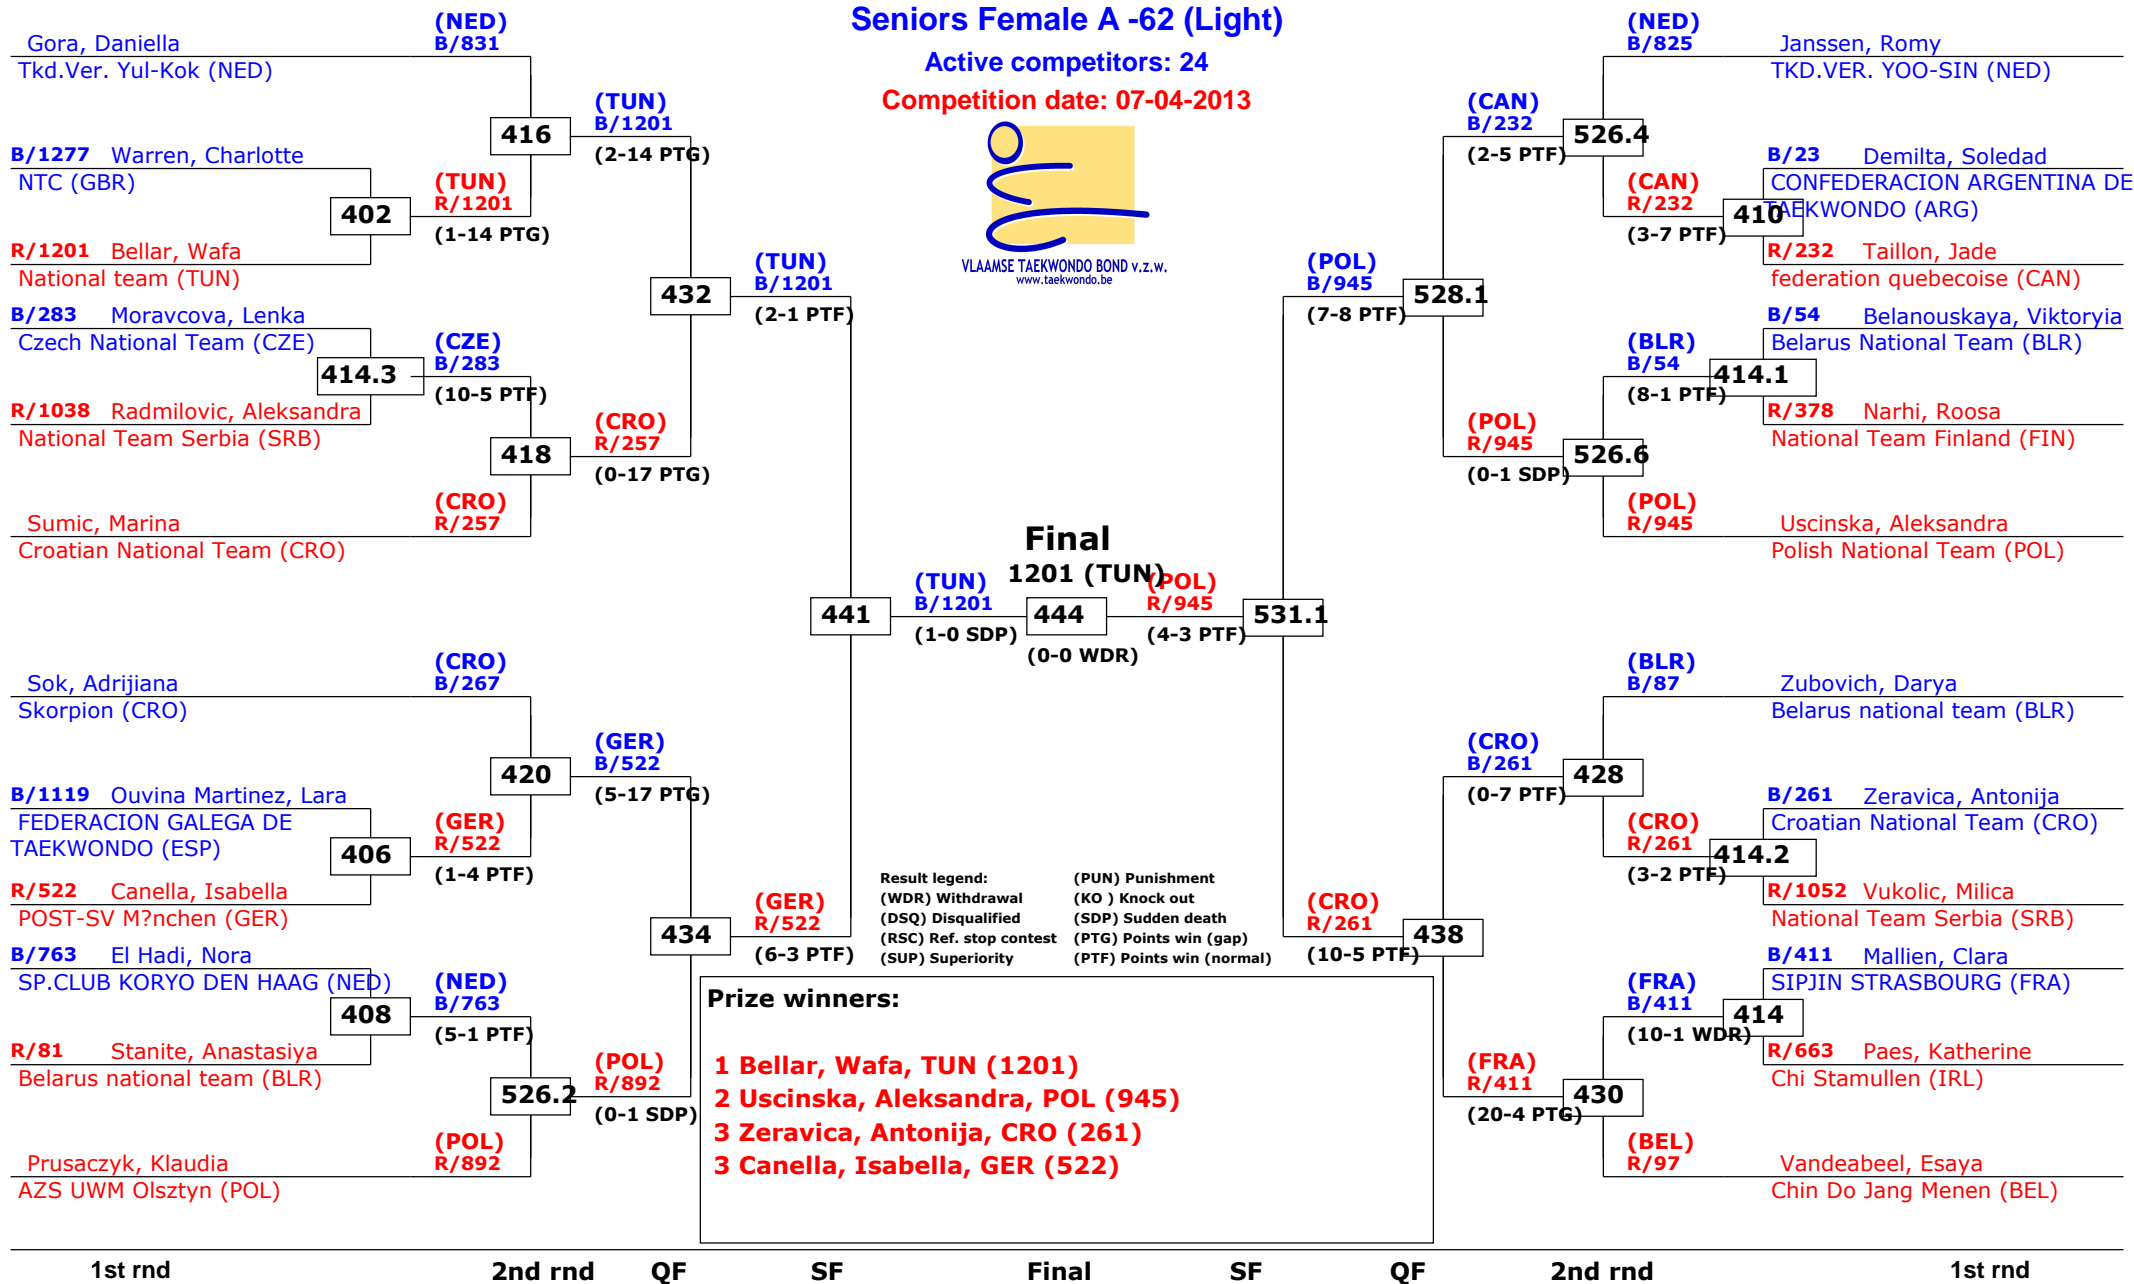 Seniors Female A -62 (Light)
Active competitors: 24
Competition date: 07-04-2013
VLAAMSE TAEKWONDO BOND v.z.w.
www.taekwondo.be
Gora, Daniella
Tkd.Ver. Yul-Kok (NED)
(NED)
B/831
B/1277 Warren, Charlotte
NTC (GBR)
402
R/1201 Bellar, Wafa
National team (TUN)
(TUN)
R/1201
(1-14 PTG)
416
(TUN)
B/1201
(2-14 PTG)
B/283 Moravcova, Lenka
Czech National Team (CZE)
414.3
R/1038 Radmilovic, Aleksandra
National Team Serbia (SRB)
(CZE)
B/283
(10-5 PTF)
418
Sumic, Marina
Croatian National Team (CRO)
(CRO)
R/257
(CRO)
R/257
(0-17 PTG)
432
(TUN)
B/1201
(2-1 PTF)
Sok, Adrijiana
Skorpion (CRO)
(CRO)
B/267
B/1119 Ouvina Martinez, Lara
FEDERACION GALEGA DE
TAEKWONDO (ESP)
406
R/522 Canella, Isabella
POST-SV M?nchen (GER)
(GER)
R/522
(1-4 PTF)
420
(GER)
B/522
(5-17 PTG)
B/763 El Hadi, Nora
SP.CLUB KORYO DEN HAAG (NED)
408
R/81 Stanite, Anastasiya
Belarus national team (BLR)
(NED)
B/763
(5-1 PTF)
526.2
Prusaczyk, Klaudia
AZS UWM Olsztyn (POL)
(POL)
R/892
(POL)
R/892
(0-1 SDP)
434
(GER)
R/522
(6-3 PTF)
441
(TUN)
B/1201
(1-0 SDP)
Final
1201 (TUN)
444
(0-0 WDR)
(POL)
R/945
(4-3 PTF)
531.1
(POL)
B/945
(7-8 PTF)
528.1
(CAN)
B/232
(2-5 PTF)
526.4
(NED)
B/825
Janssen, Romy
TKD.VER. YOO-SIN (NED)
(CAN)
R/232
(3-7 PTF)
410
B/23 Demilta, Soledad
CONFEDERACION ARGENTINA DE
TAEKWONDO (ARG)
R/232 Taillon, Jade
federation quebecoise (CAN)
(POL)
R/945
(0-1 SDP)
526.6
(BLR)
B/54
(8-1 PTF)
414.1
B/54 Belanouskaya, Viktoryia
Belarus National Team (BLR)
R/378 Narhi, Roosa
National Team Finland (FIN)
(POL)
R/945
Uscinska, Aleksandra
Polish National Team (POL)
(CRO)
R/261
(10-5 PTF)
438
(CRO)
B/261
(0-7 PTF)
428
(BLR)
B/87
Zubovich, Darya
Belarus national team (BLR)
(CRO)
R/261
(3-2 PTF)
414.2
B/261 Zeravica, Antonija
Croatian National Team (CRO)
R/1052 Vukolic, Milica
National Team Serbia (SRB)
(FRA)
R/411
(20-4 PTG)
430
(FRA)
B/411
(10-1 WDR)
414
B/411 Mallien, Clara
SIPJIN STRASBOURG (FRA)
R/663 Paes, Katherine
Chi Stamullen (IRL)
(BEL)
R/97
Vandeabeel, Esaya
Chin Do Jang Menen (BEL)
Result legend: (PUN) Punishment
(WDR) Withdrawal (KO ) Knock out
(DSQ) Disqualified (SDP) Sudden death
(RSC) Ref. stop contest (PTG) Points win (gap)
(SUP) Superiority (PTF) Points win (normal)
Prize winners:
1 Bellar, Wafa, TUN (1201)
2 Uscinska, Aleksandra, POL (945)
3 Zeravica, Antonija, CRO (261)
3 Canella, Isabella, GER (522)
1st rnd 2nd rnd QF SF Final SF QF 2nd rnd 1st rnd